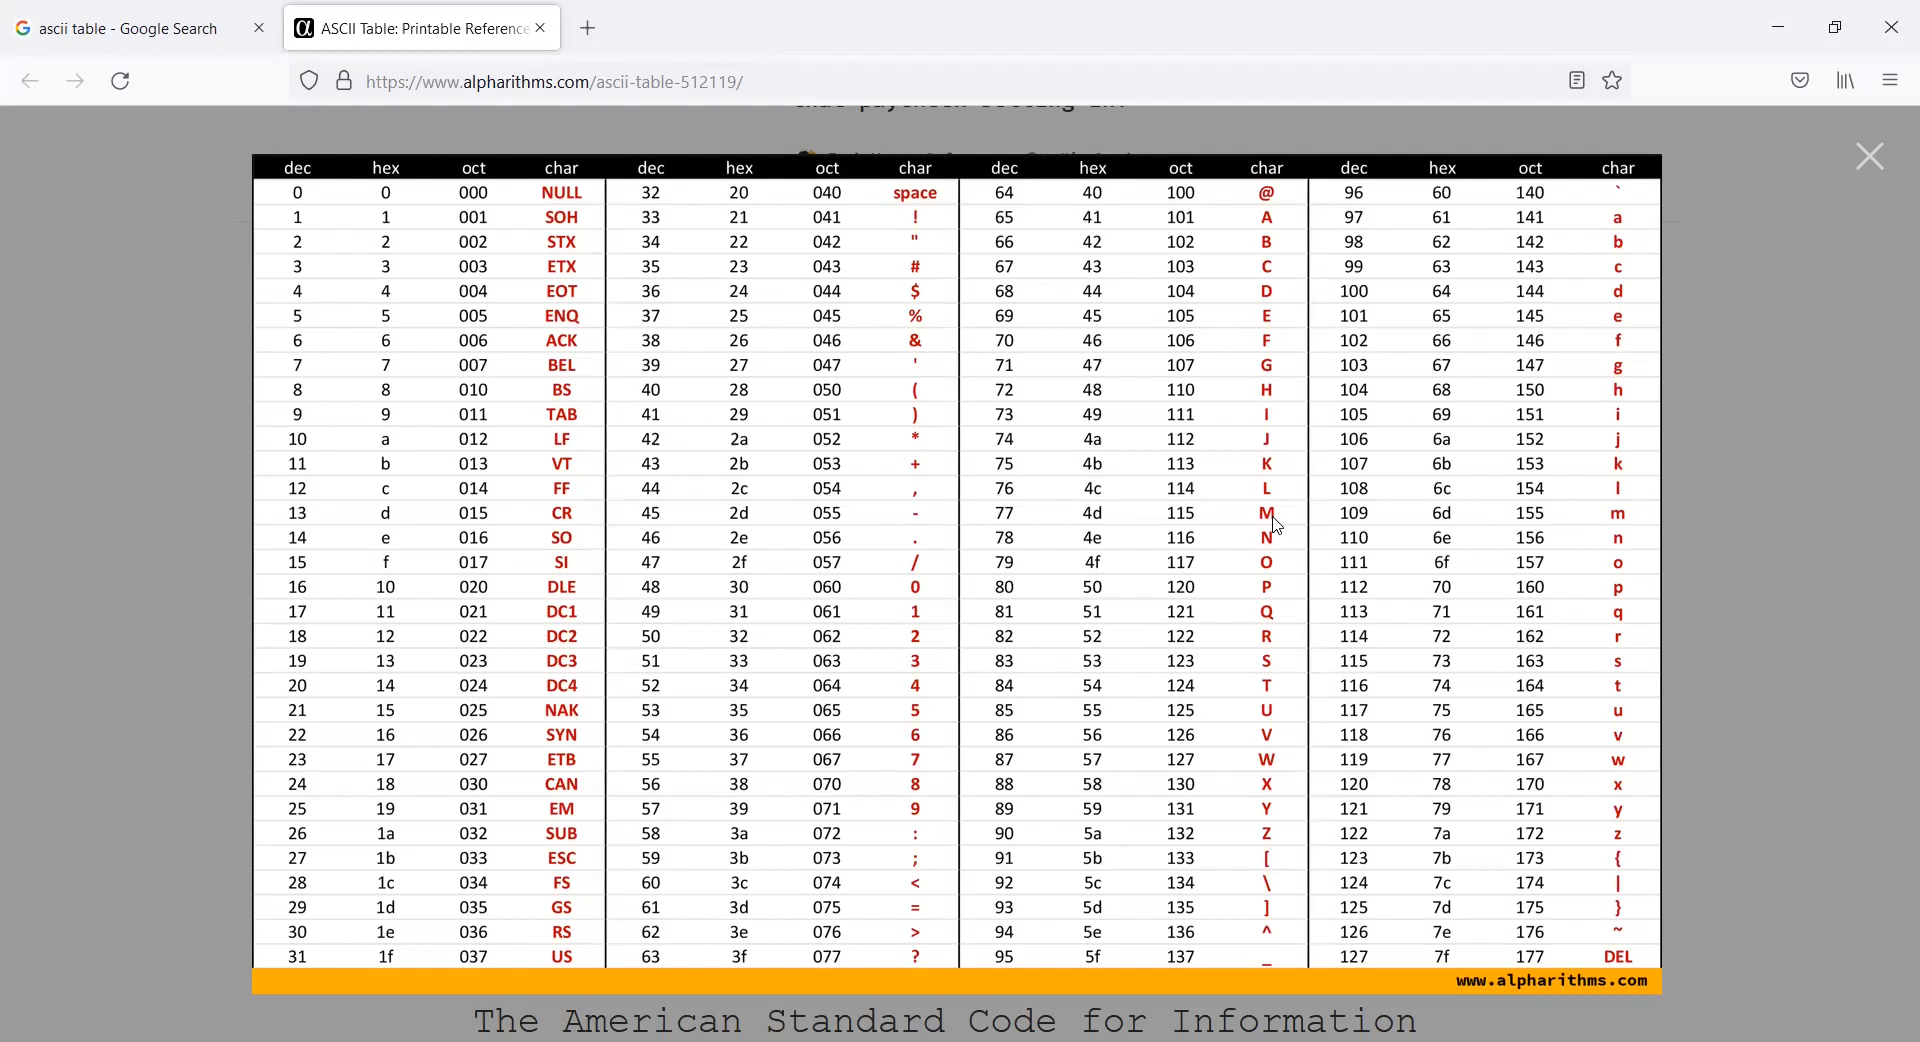 ascii table - Google Search
ASCII Table: Printable Reference
https://www.alpharithms.com/ascii-table-512119/
dec hex oct char dec hex oct char dec hex oct char dec hex oct char
0 0 000 NULL 32 20 040 space 64 40 100 @ 96 60 140 `
1 1 001 SOH 33 21 041 ! 65 41 101 A 97 61 141 a
2 2 002 STX 34 22 042 " 66 42 102 B 98 62 142 b
3 3 003 ETX 35 23 043 # 67 43 103 C 99 63 143 c
4 4 004 EOT 36 24 044 $ 68 44 104 D 100 64 144 d
5 5 005 ENQ 37 25 045 % 69 45 105 E 101 65 145 e
6 6 006 ACK 38 26 046 & 70 46 106 F 102 66 146 f
7 7 007 BEL 39 27 047 ' 71 47 107 G 103 67 147 g
8 8 010 BS 40 28 050 ( 72 48 110 H 104 68 150 h
9 9 011 TAB 41 29 051 ) 73 49 111 I 105 69 151 i
10 a 012 LF 42 2a 052 * 74 4a 112 J 106 6a 152 j
11 b 013 VT 43 2b 053 + 75 4b 113 K 107 6b 153 k
12 c 014 FF 44 2c 054 , 76 4c 114 L 108 6c 154 l
13 d 015 CR 45 2d 055 - 77 4d 115 M 109 6d 155 m
14 e 016 SO 46 2e 056 . 78 4e 116 N 110 6e 156 n
15 f 017 SI 47 2f 057 / 79 4f 117 O 111 6f 157 o
16 10 020 DLE 48 30 060 0 80 50 120 P 112 70 160 p
17 11 021 DC1 49 31 061 1 81 51 121 Q 113 71 161 q
18 12 022 DC2 50 32 062 2 82 52 122 R 114 72 162 r
19 13 023 DC3 51 33 063 3 83 53 123 S 115 73 163 s
20 14 024 DC4 52 34 064 4 84 54 124 T 116 74 164 t
21 15 025 NAK 53 35 065 5 85 55 125 U 117 75 165 u
22 16 026 SYN 54 36 066 6 86 56 126 V 118 76 166 v
23 17 027 ETB 55 37 067 7 87 57 127 W 119 77 167 w
24 18 030 CAN 56 38 070 8 88 58 130 X 120 78 170 x
25 19 031 EM 57 39 071 9 89 59 131 Y 121 79 171 y
26 1a 032 SUB 58 3a 072 : 90 5a 132 Z 122 7a 172 z
27 1b 033 ESC 59 3b 073 ; 91 5b 133 [ 123 7b 173 {
28 1c 034 FS 60 3c 074 < 92 5c 134 \ 124 7c 174 |
29 1d 035 GS 61 3d 075 = 93 5d 135 ] 125 7d 175 }
30 1e 036 RS 62 3e 076 > 94 5e 136 ^ 126 7e 176 ~
31 1f 037 US 63 3f 077 ? 95 5f 137 _ 127 7f 177 DEL
www.alpharithms.com
The American Standard Code for Information